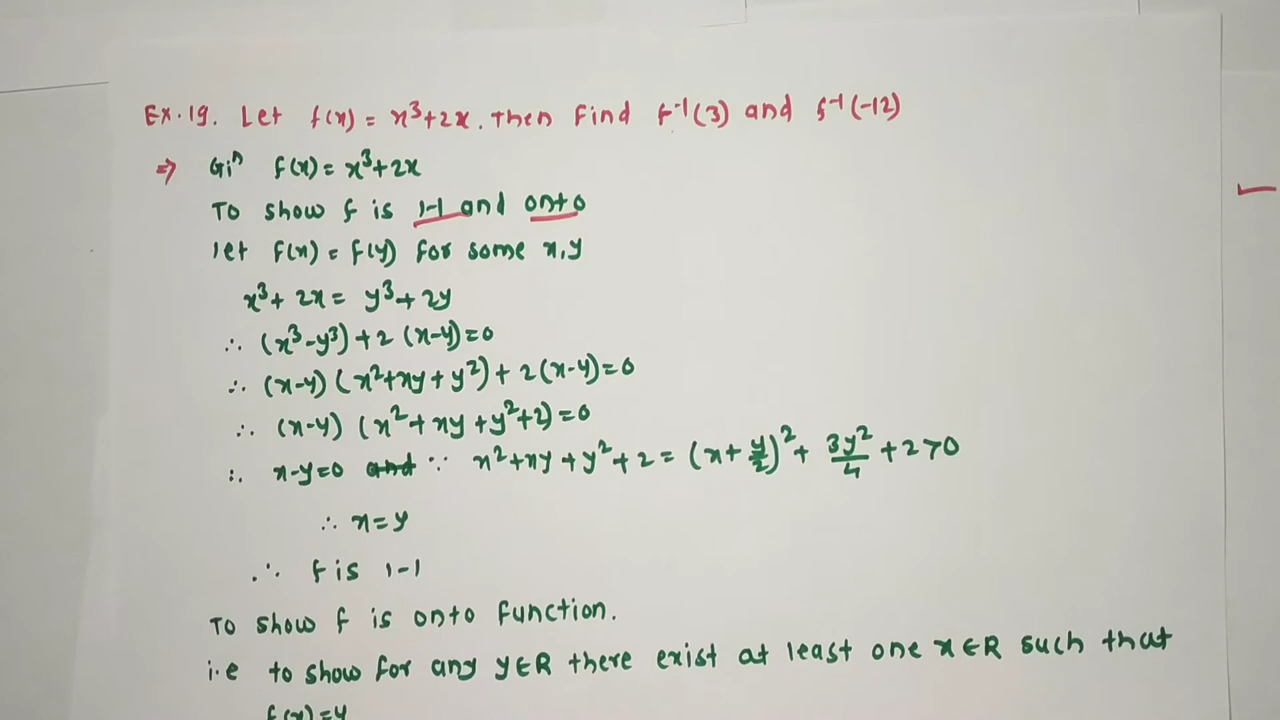 Ex.19. Let f(x) = x³+2x. Then Find f⁻¹(3) and f⁻¹(-12)
⇒ Giⁿ f(x) = x³+2x
To show f is 1-1 and onto
let f(x) = f(y) for some x,y
x³+ 2x = y³+2y
∴ (x³-y³)+2 (x-y)=0
∴ (x-y) (x²+xy+y²)+ 2(x-y)=0
∴ (x-y) (x²+xy+y²+2)=0
∴ x-y=0 and ∵ x²+xy+y²+2 = (x+y/2)²+ 3y²/4 +2>0
∴ x=y
∴ f is 1-1
To show f is onto function.
i.e to show for any y∈R there exist at least one x∈R such that
f(x)=y